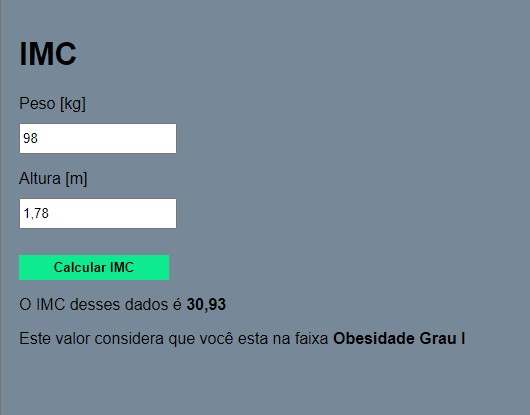 IMC
Peso [kg]
98
Altura [m]
1,78
Calcular IMC
O IMC desses dados é 30,93
Este valor considera que você esta na faixa Obesidade Grau I